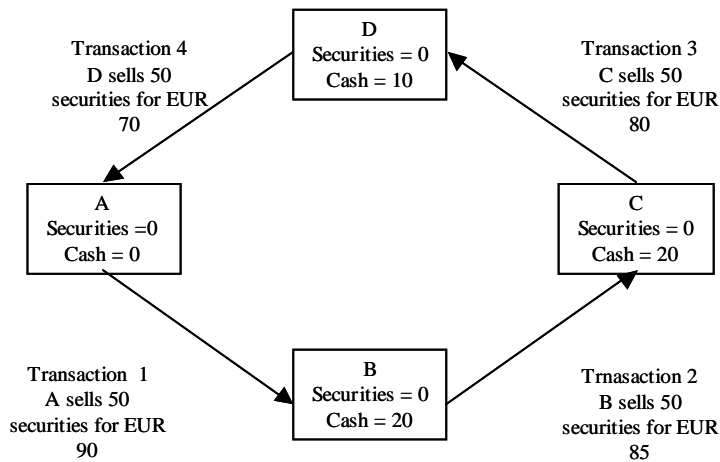 D
Securities = 0
Cash = 10
Transaction 4
D sells 50
securities for EUR
70
Transaction 3
C sells 50
securities for EUR
80
A
Securities =0
Cash = 0
C
Securities = 0
Cash = 20
B
Securities = 0
Cash = 20
Transaction 1
A sells 50
securities for EUR
90
Trnasaction 2
B sells 50
securities for EUR
85